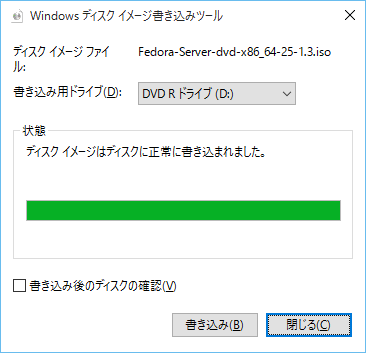 Windows ディスク イメージ書き込みツール
ディスク イメージ ファイ
ル:
Fedora-Server-dvd-x86_64-25-1.3.iso
書き込み用ドライブ(D):
DVD R ドライブ (D:)
状態
ディスク イメージはディスクに正常に書き込まれました。
書き込み後のディスクの確認(V)
書き込み(B)
閉じる(C)